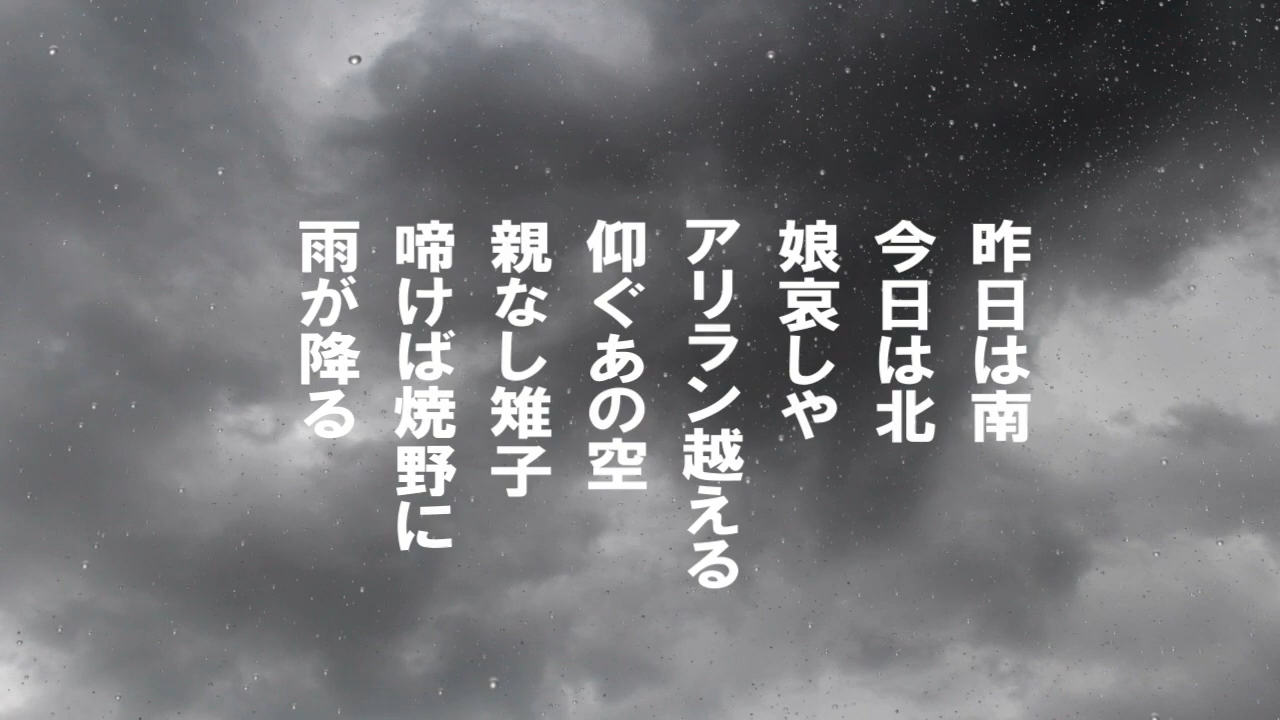 昨日は南
今日は北
娘哀しや
アリラン越える
仰ぐあの空
親なし雉子
啼けば焼野に
雨が降る